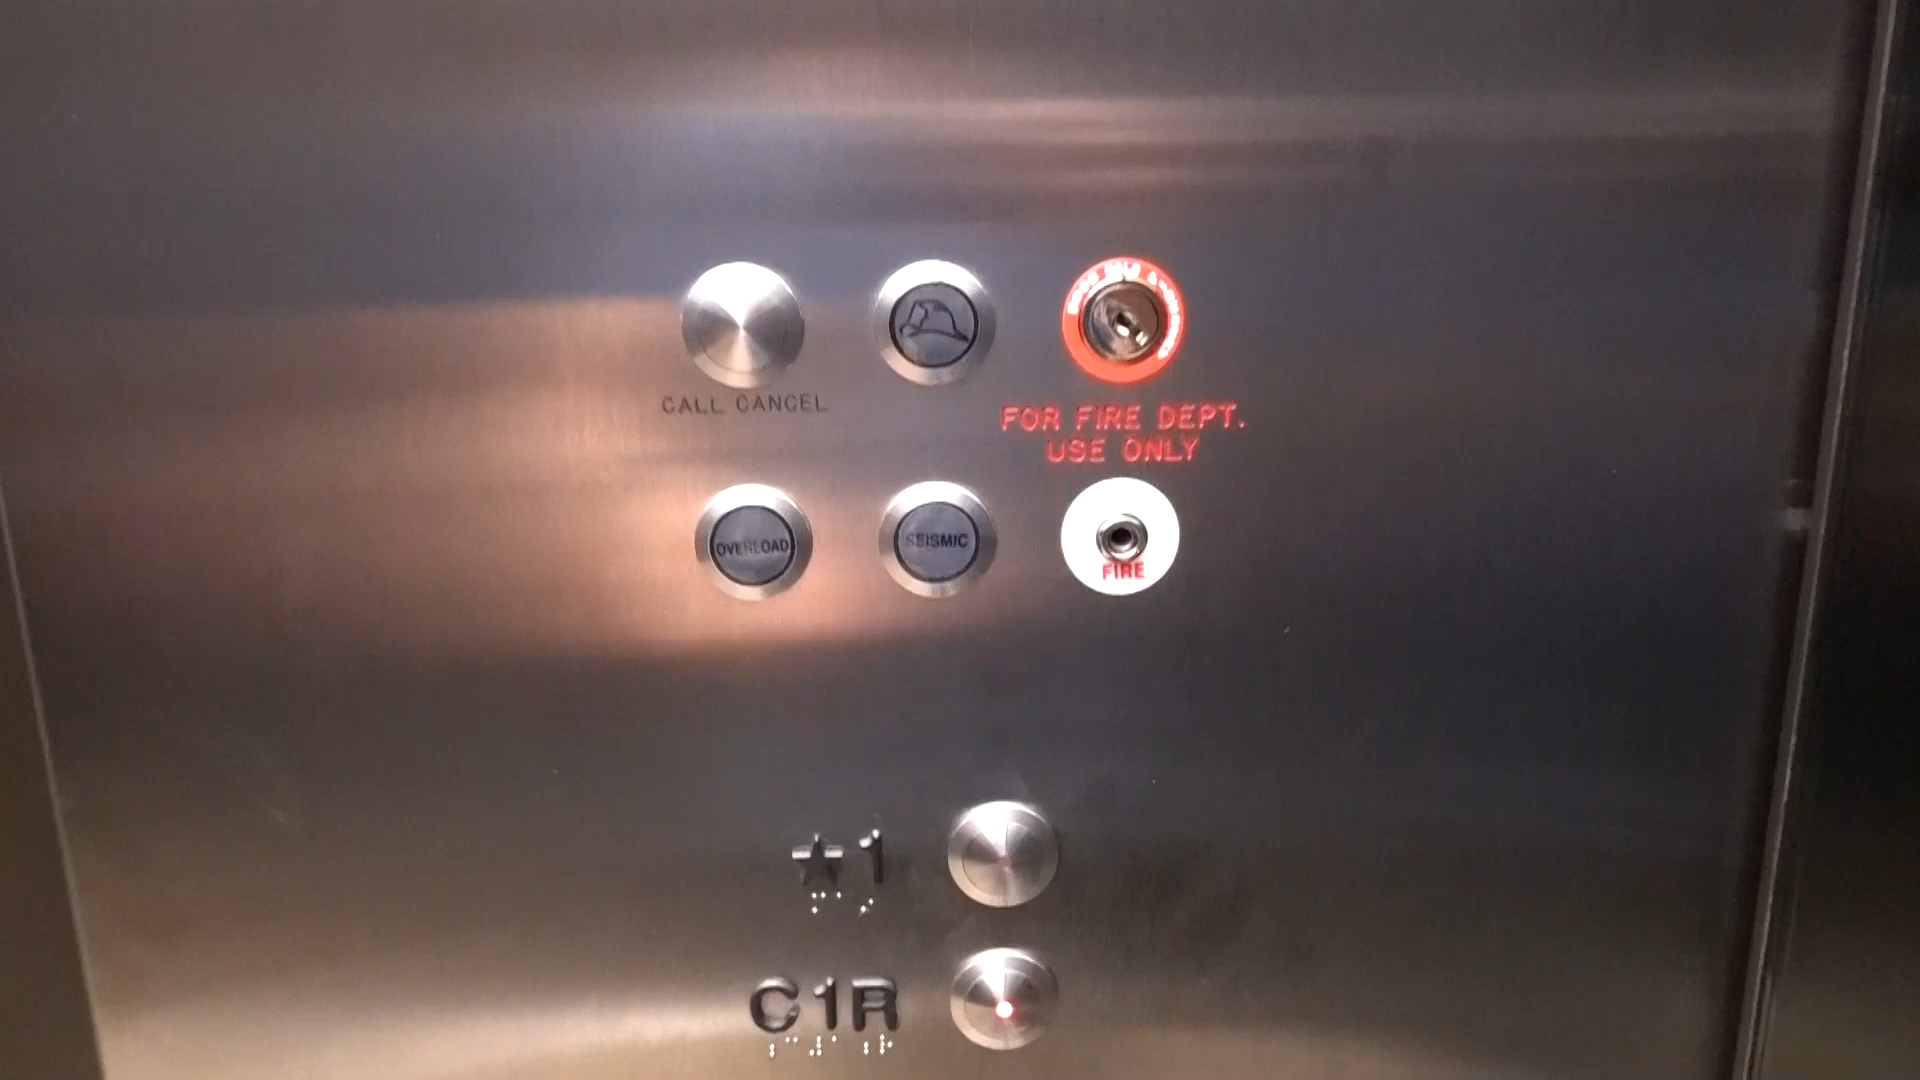 CALL CANCEL
FOR FIRE DEPT.
USE ONLY
OVERLOAD
SEISMIC
FIRE
★1
C1R